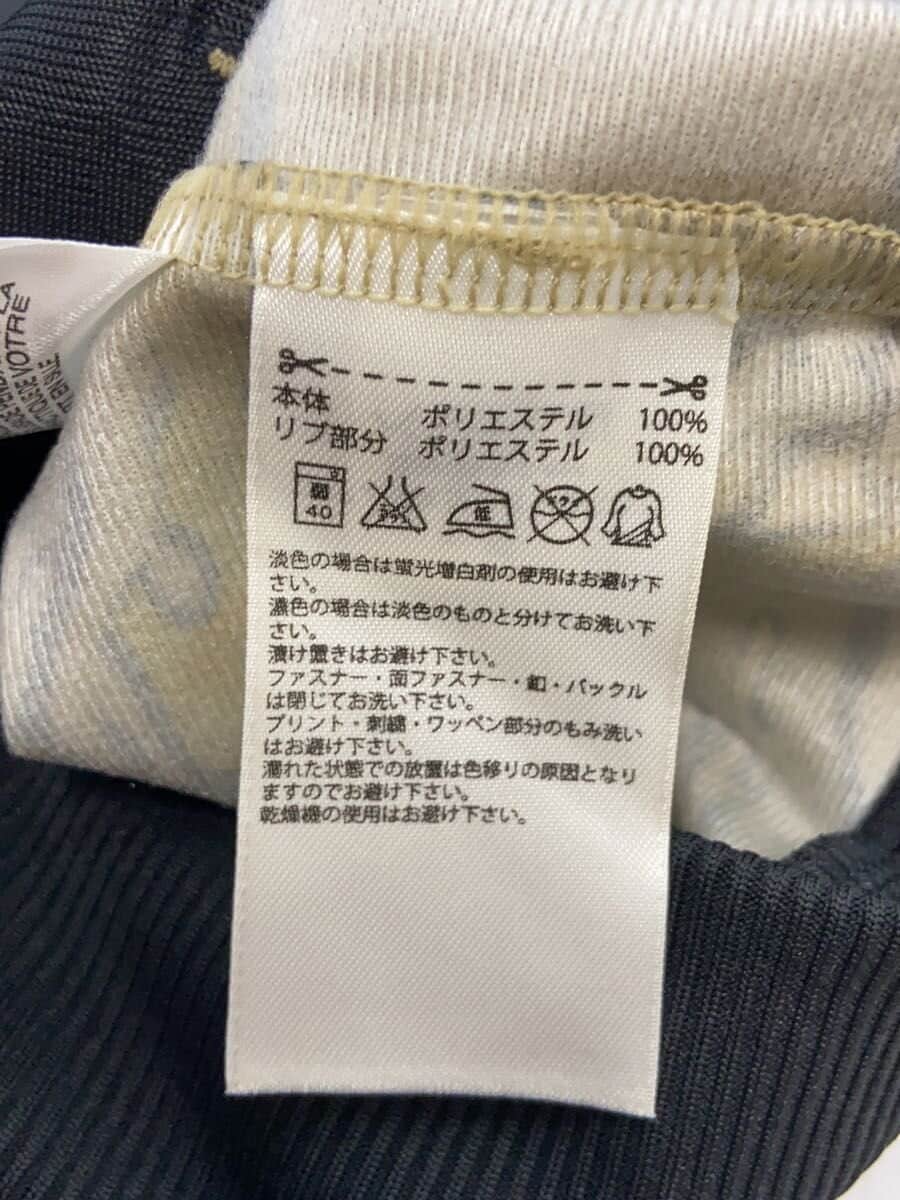 LA
VOTRE
本体 ポリエステル 100%
リブ部分 ポリエステル 100%
弱
40
低
淡色の場合は蛍光増白剤の使用はお避け下
さい。
濃色の場合は淡色のものと分けてお洗い下
さい。
漬け置きはお避け下さい。
ファスナー・面ファスナー・釦・バックル
は閉じてお洗い下さい。
プリント・刺繍・ワッペン部分のもみ洗い
はお避け下さい。
濡れた状態での放置は色移りの原因となり
ますのでお避け下さい。
乾燥機の使用はお避け下さい。